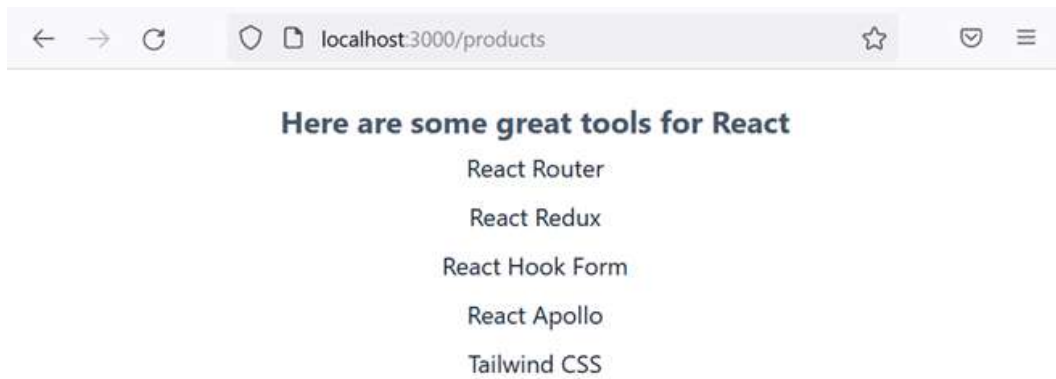 localhost:3000/products
Here are some great tools for React
React Router
React Redux
React Hook Form
React Apollo
Tailwind CSS